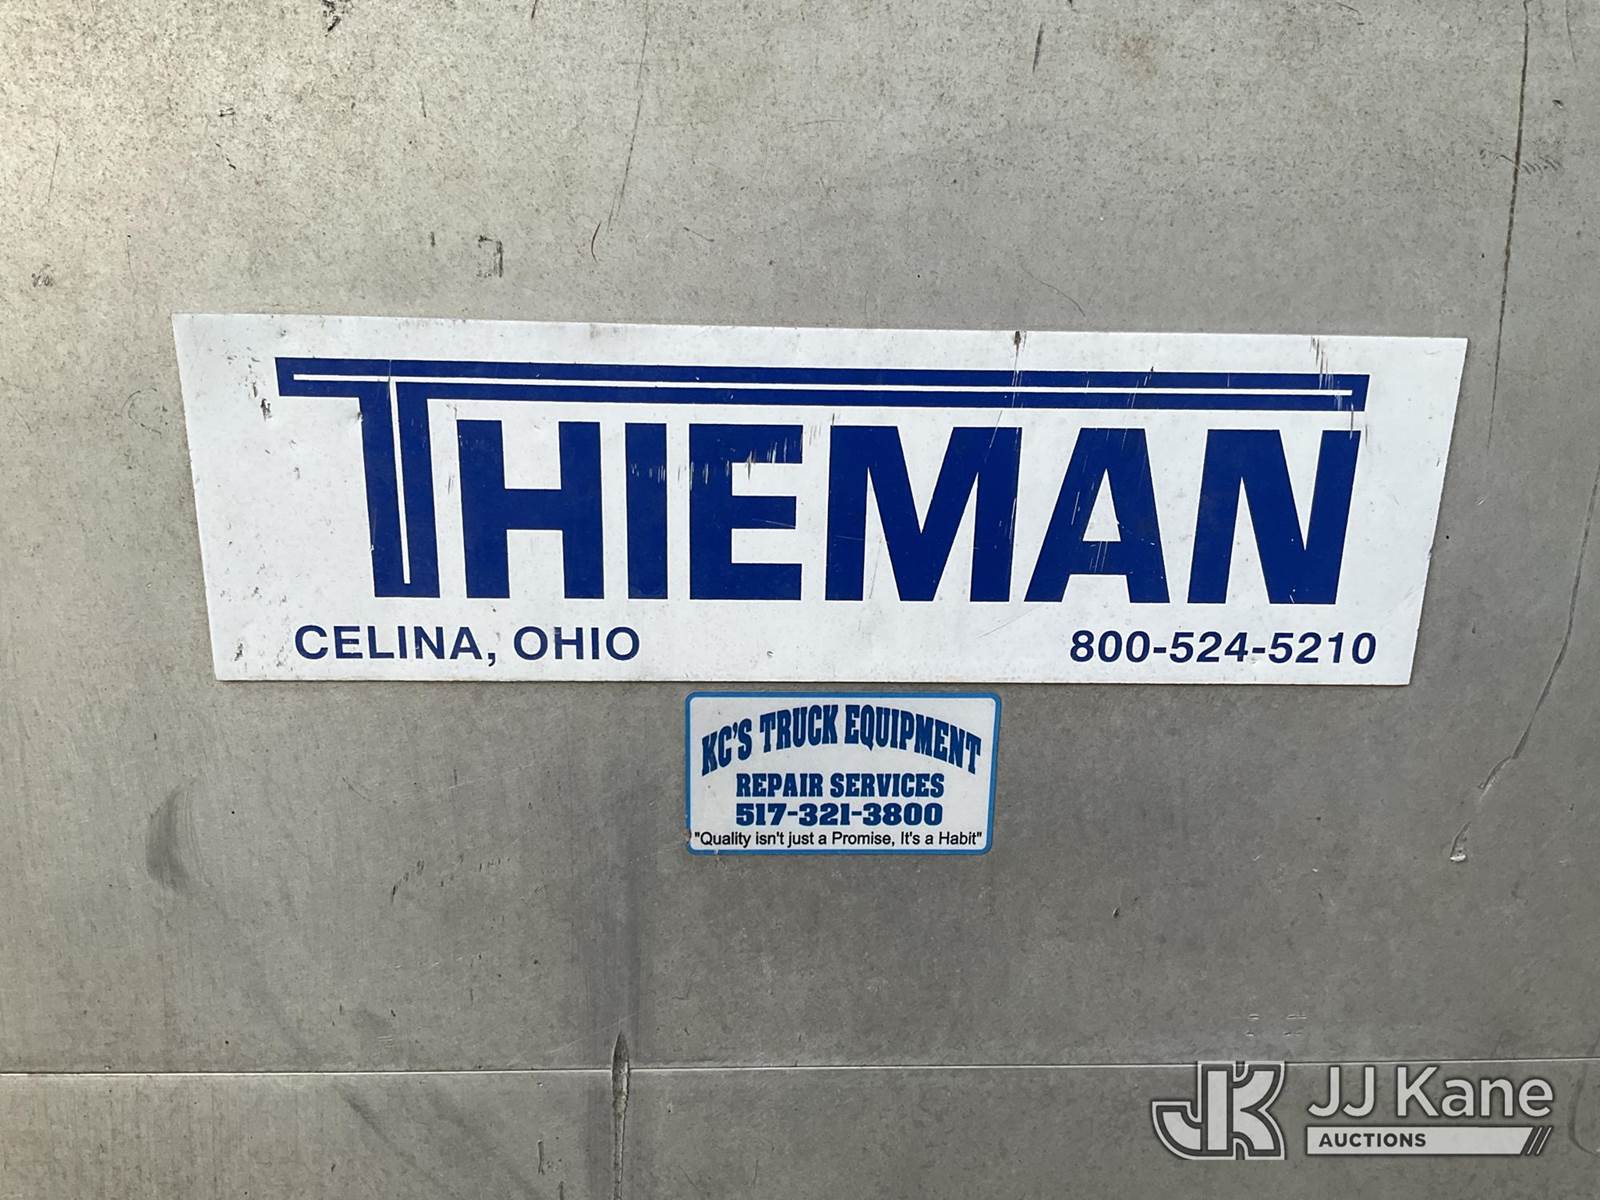 THIEMAN
CELINA, OHIO 800-524-5210
KC'S TRUCK EQUIPMENT
REPAIR SERVICES
517-321-3800
"Quality isn't just a Promise, It's a Habit"
JK JJ Kane
AUCTIONS